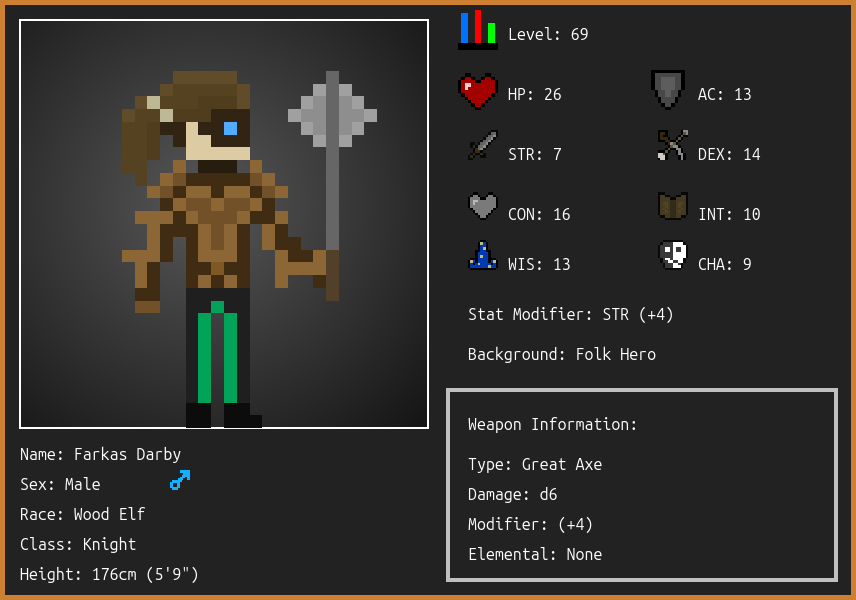 Level: 69
HP: 26
AC: 13
STR: 7
DEX: 14
CON: 16
INT: 10
WIS: 13
CHA: 9
Stat Modifier: STR (+4)
Background: Folk Hero
Weapon Information:
Type: Great Axe
Damage: d6
Modifier: (+4)
Elemental: None
Name: Farkas Darby
Sex: Male
Race: Wood Elf
Class: Knight
Height: 176cm (5'9")